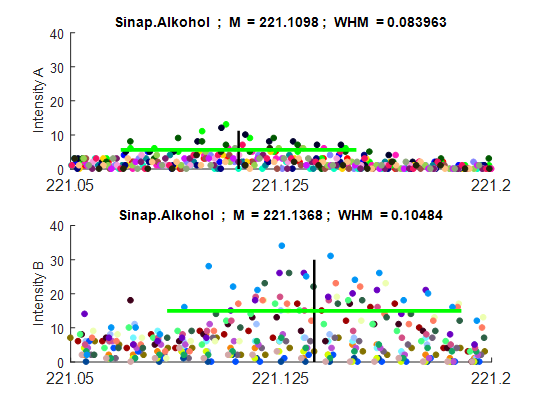 Sinap.Alkohol ; M = 221.1098 ; WHM = 0.083963
40
30
20
10
0
Intensity A
221.05 221.125 221.2
Sinap.Alkohol ; M = 221.1368 ; WHM = 0.10484
40
30
20
10
0
Intensity B
221.05 221.125 221.2